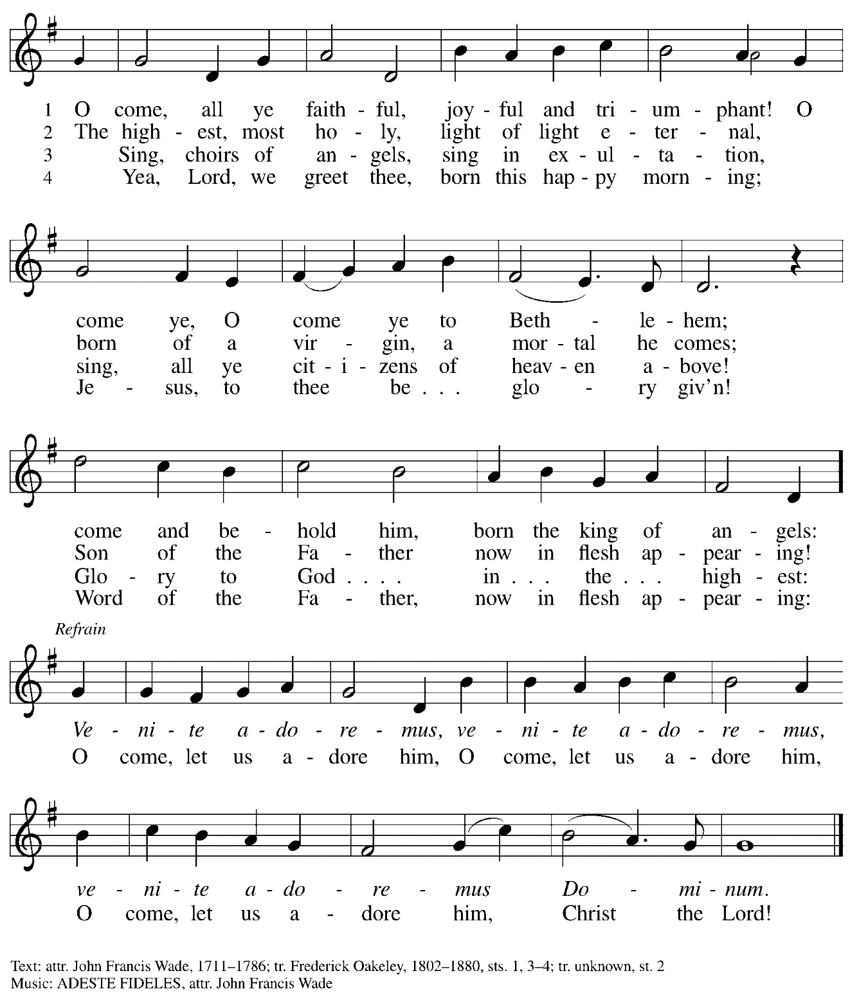 1 O come, all ye faith - ful, joy - ful and tri - um - phant! O
2 The high - est, most ho - ly, light of light e - ter - nal,
3 Sing, choirs of an - gels, sing in ex - ul - ta - tion,
4 Yea, Lord, we greet thee, born this hap - py morn - ing;
come ye, O come ye to Beth - le - hem;
born of a vir - gin, a mor - tal he comes;
sing, all ye cit - i - zens of heav - en a - bove!
Je - sus, to thee be . . . glo - ry giv'n!
come and be - hold him, born the king of an - gels:
Son of the Fa - ther now in flesh ap - pear - ing!
Glo - ry to God . . . . in . . . the . . . high - est:
Word of the Fa - ther, now in flesh ap - pear - ing:
Refrain
Ve - ni - te a - do - re - mus, ve - ni - te a - do - re - mus,
O come, let us a - dore him, O come, let us a - dore him,
ve - ni - te a - do - re - mus Do - mi - num.
O come, let us a - dore him, Christ the Lord!
Text: attr. John Francis Wade, 1711–1786; tr. Frederick Oakeley, 1802–1880, sts. 1, 3–4; tr. unknown, st. 2
Music: ADESTE FIDELES, attr. John Francis Wade